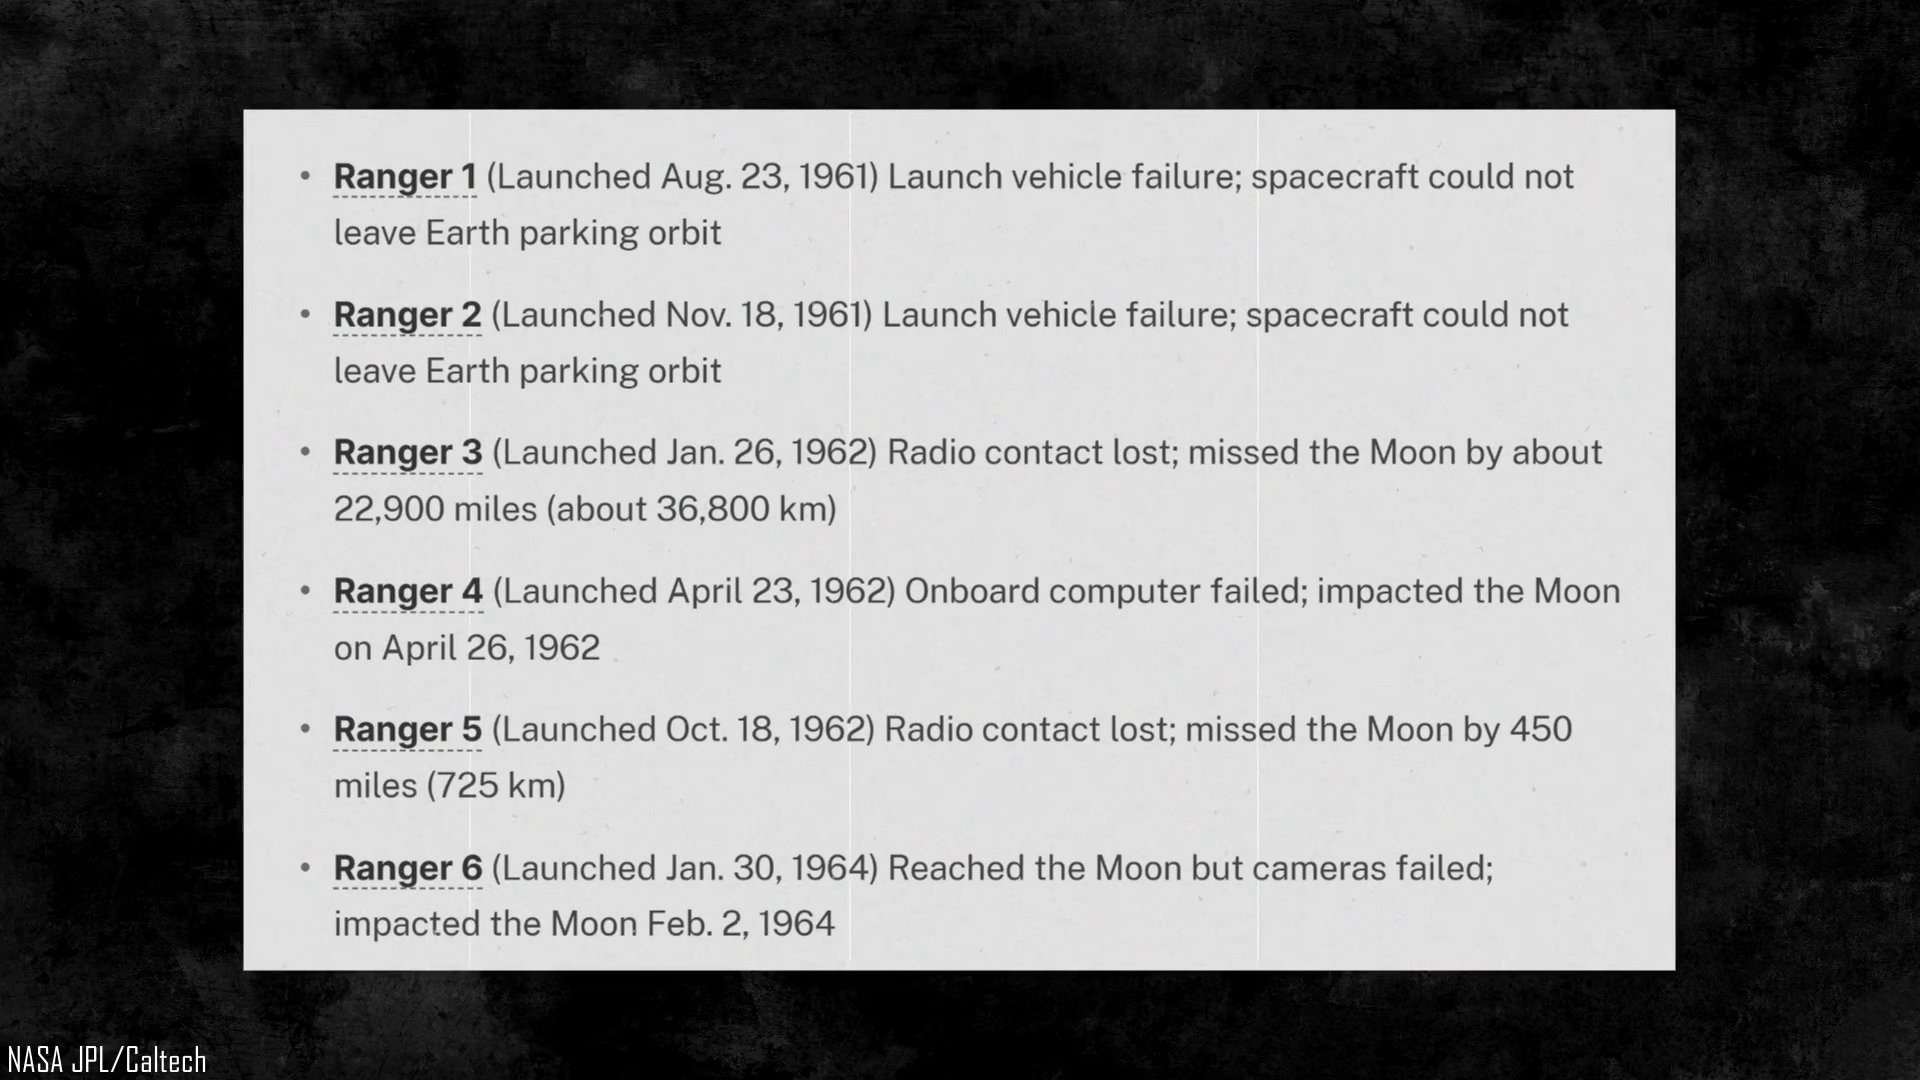 • Ranger 1 (Launched Aug. 23, 1961) Launch vehicle failure; spacecraft could not
leave Earth parking orbit
• Ranger 2 (Launched Nov. 18, 1961) Launch vehicle failure; spacecraft could not
leave Earth parking orbit
• Ranger 3 (Launched Jan. 26, 1962) Radio contact lost; missed the Moon by about
22,900 miles (about 36,800 km)
• Ranger 4 (Launched April 23, 1962) Onboard computer failed; impacted the Moon
on April 26, 1962
• Ranger 5 (Launched Oct. 18, 1962) Radio contact lost; missed the Moon by 450
miles (725 km)
• Ranger 6 (Launched Jan. 30, 1964) Reached the Moon but cameras failed;
impacted the Moon Feb. 2, 1964
NASA JPL/Caltech